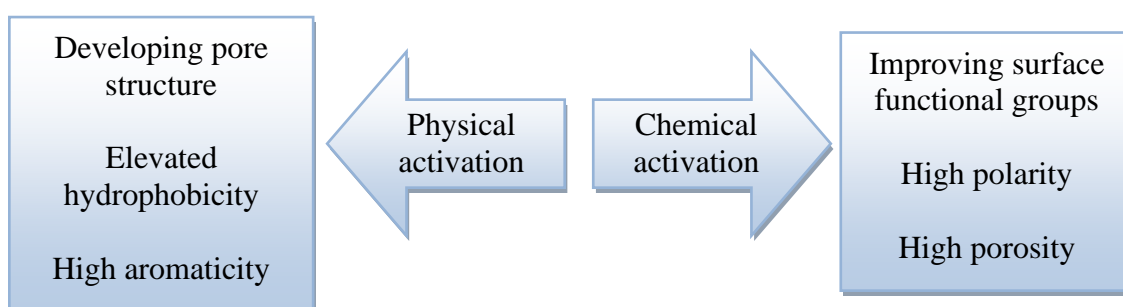 Developing pore
structure
Elevated
hydrophobicity
High aromaticity
Physical
activation
Chemical
activation
Improving surface
functional groups
High polarity
High porosity